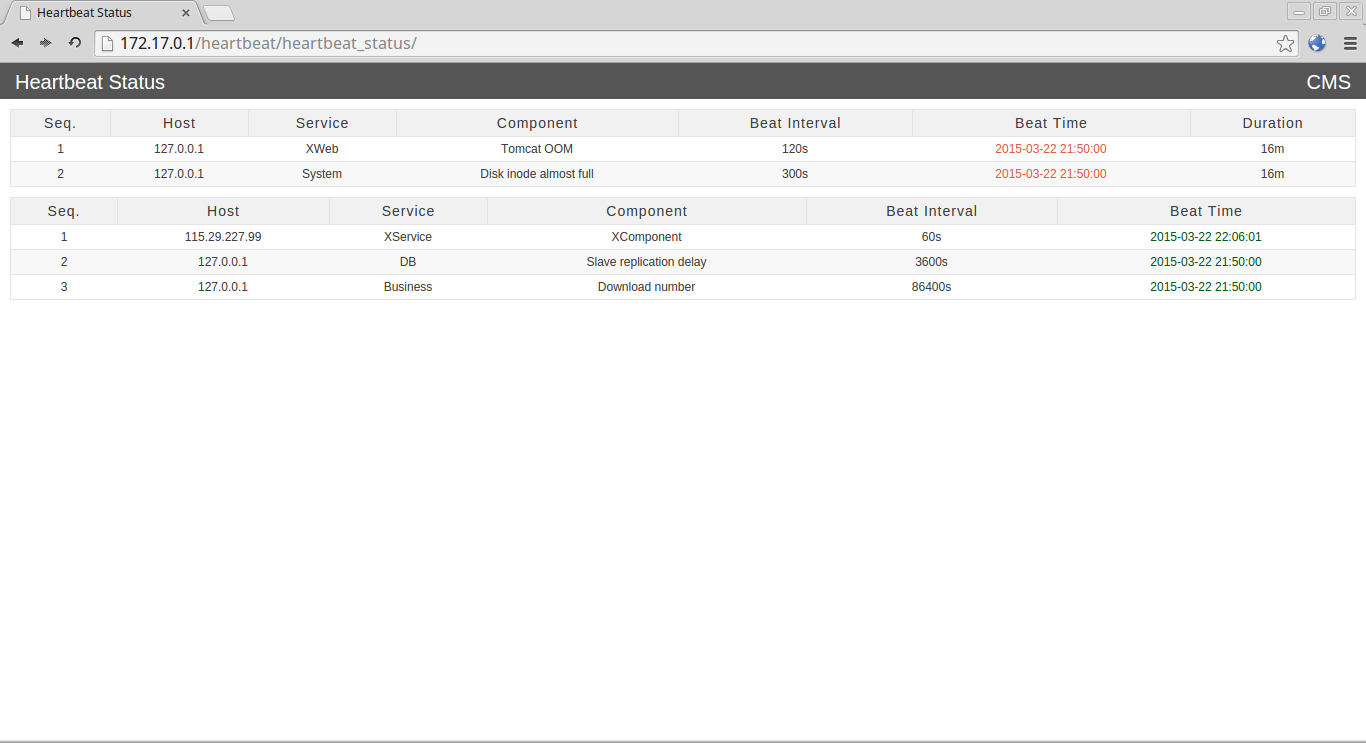 Heartbeat Status
172.17.0.1/heartbeat/heartbeat_status/
Heartbeat Status CMS
Seq. Host Service Component Beat Interval Beat Time Duration
1 127.0.0.1 XWeb Tomcat OOM 120s 2015-03-22 21:50:00 16m
2 127.0.0.1 System Disk inode almost full 300s 2015-03-22 21:50:00 16m
Seq. Host Service Component Beat Interval Beat Time
1 115.29.227.99 XService XComponent 60s 2015-03-22 22:06:01
2 127.0.0.1 DB Slave replication delay 3600s 2015-03-22 21:50:00
3 127.0.0.1 Business Download number 86400s 2015-03-22 21:50:00